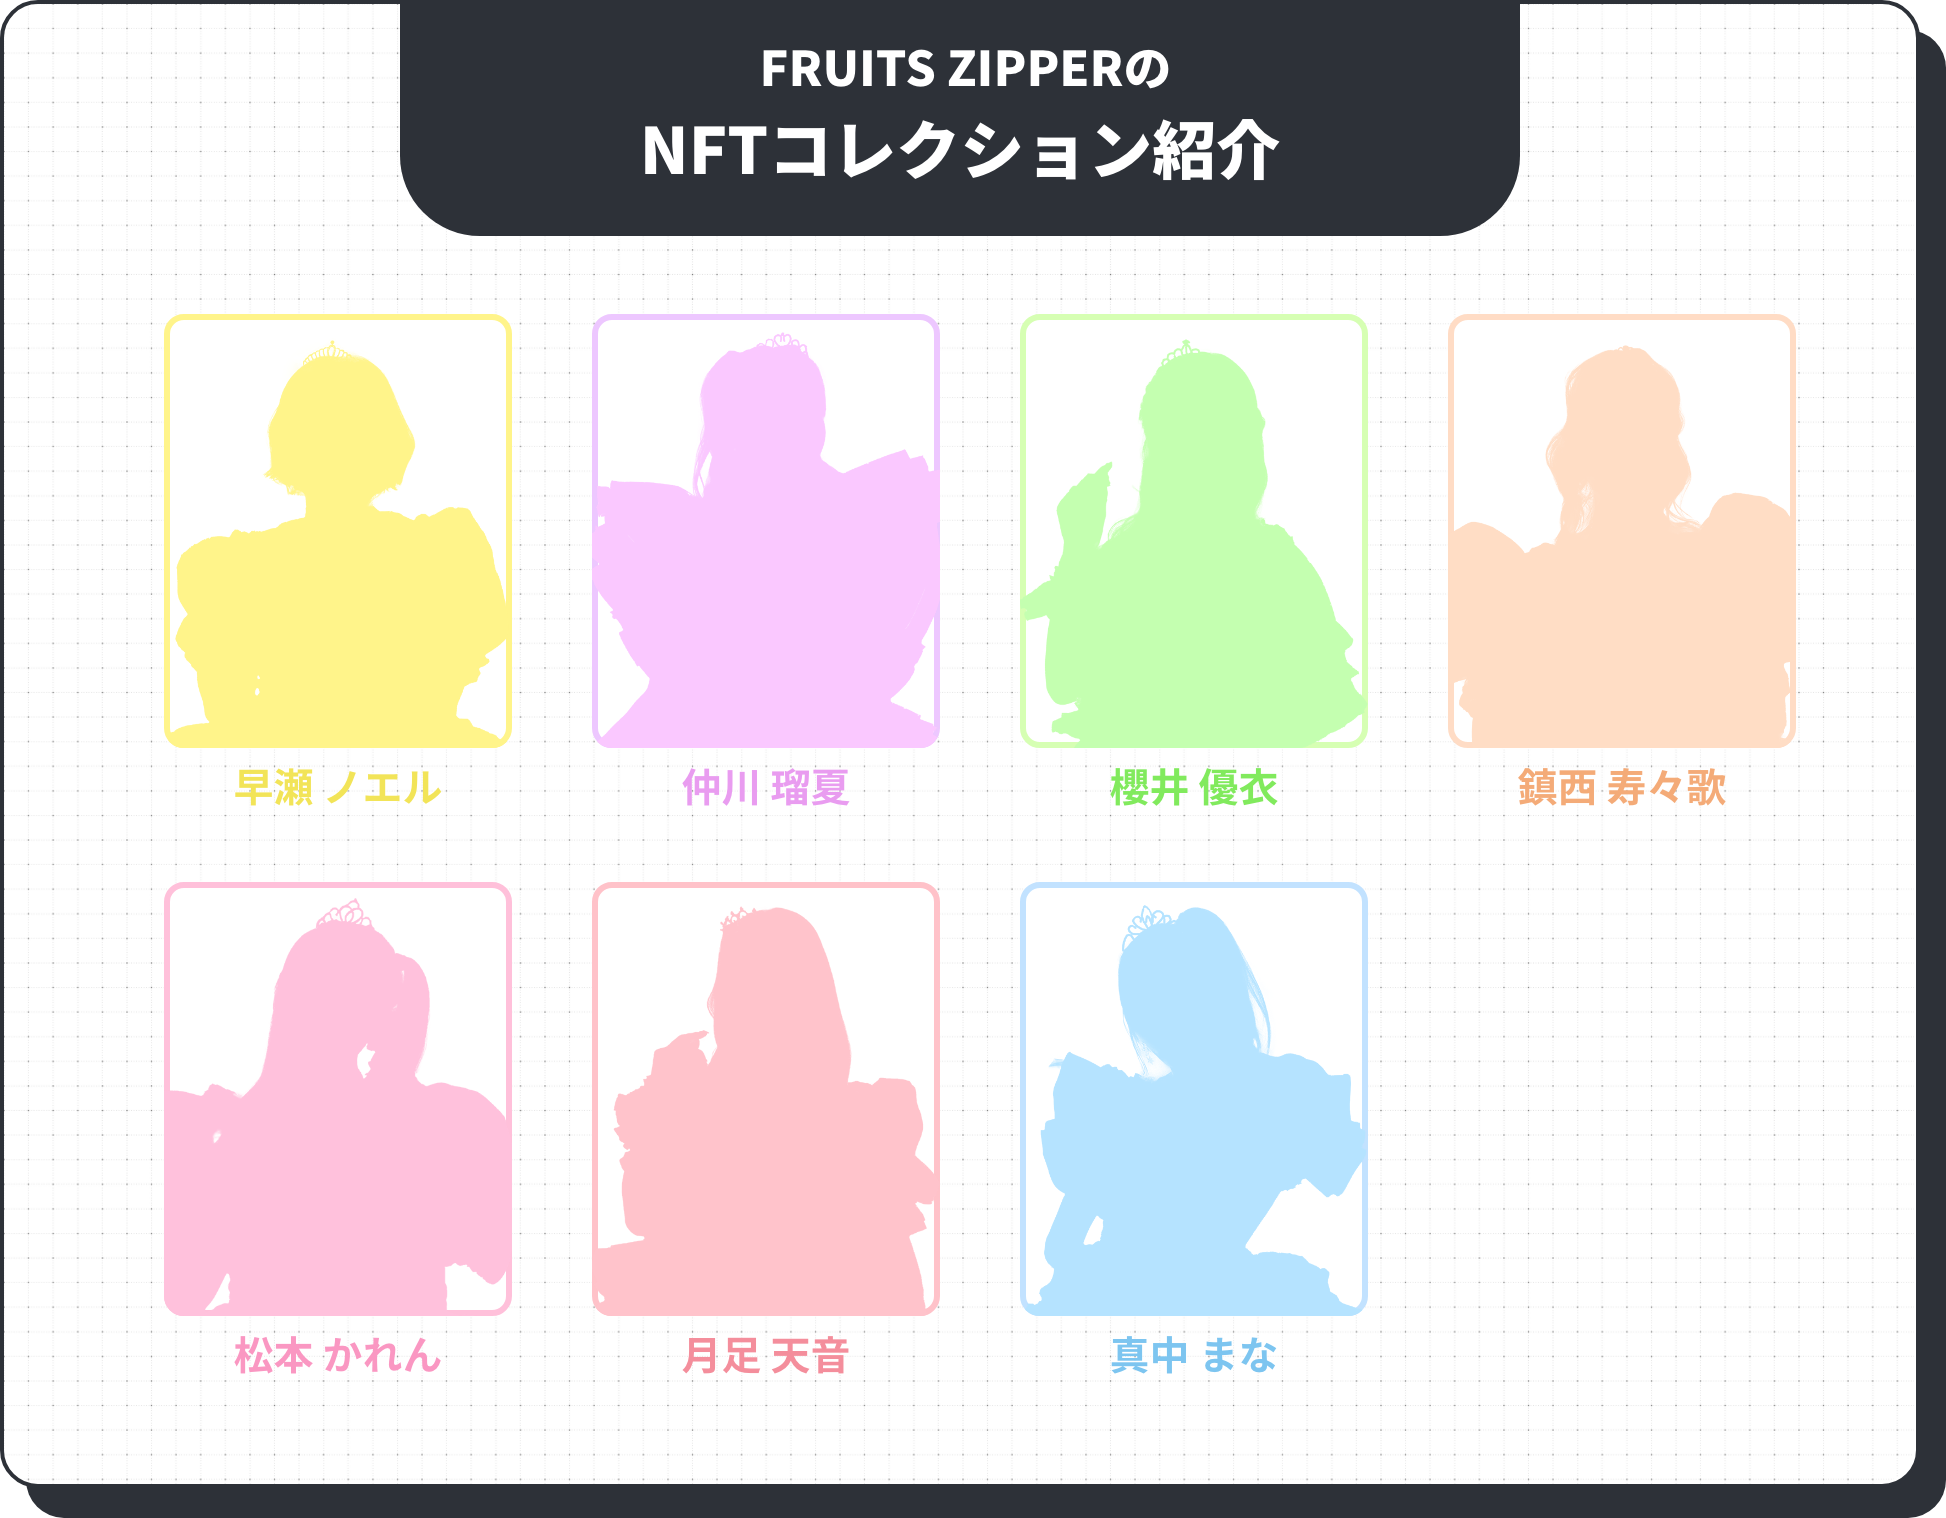 FRUITS ZIPPERの
NFTコレクション紹介
早瀬 ノエル
仲川 瑠夏
櫻井 優衣
鎮西 寿々歌
松本 かれん
月足 天音
真中 まな